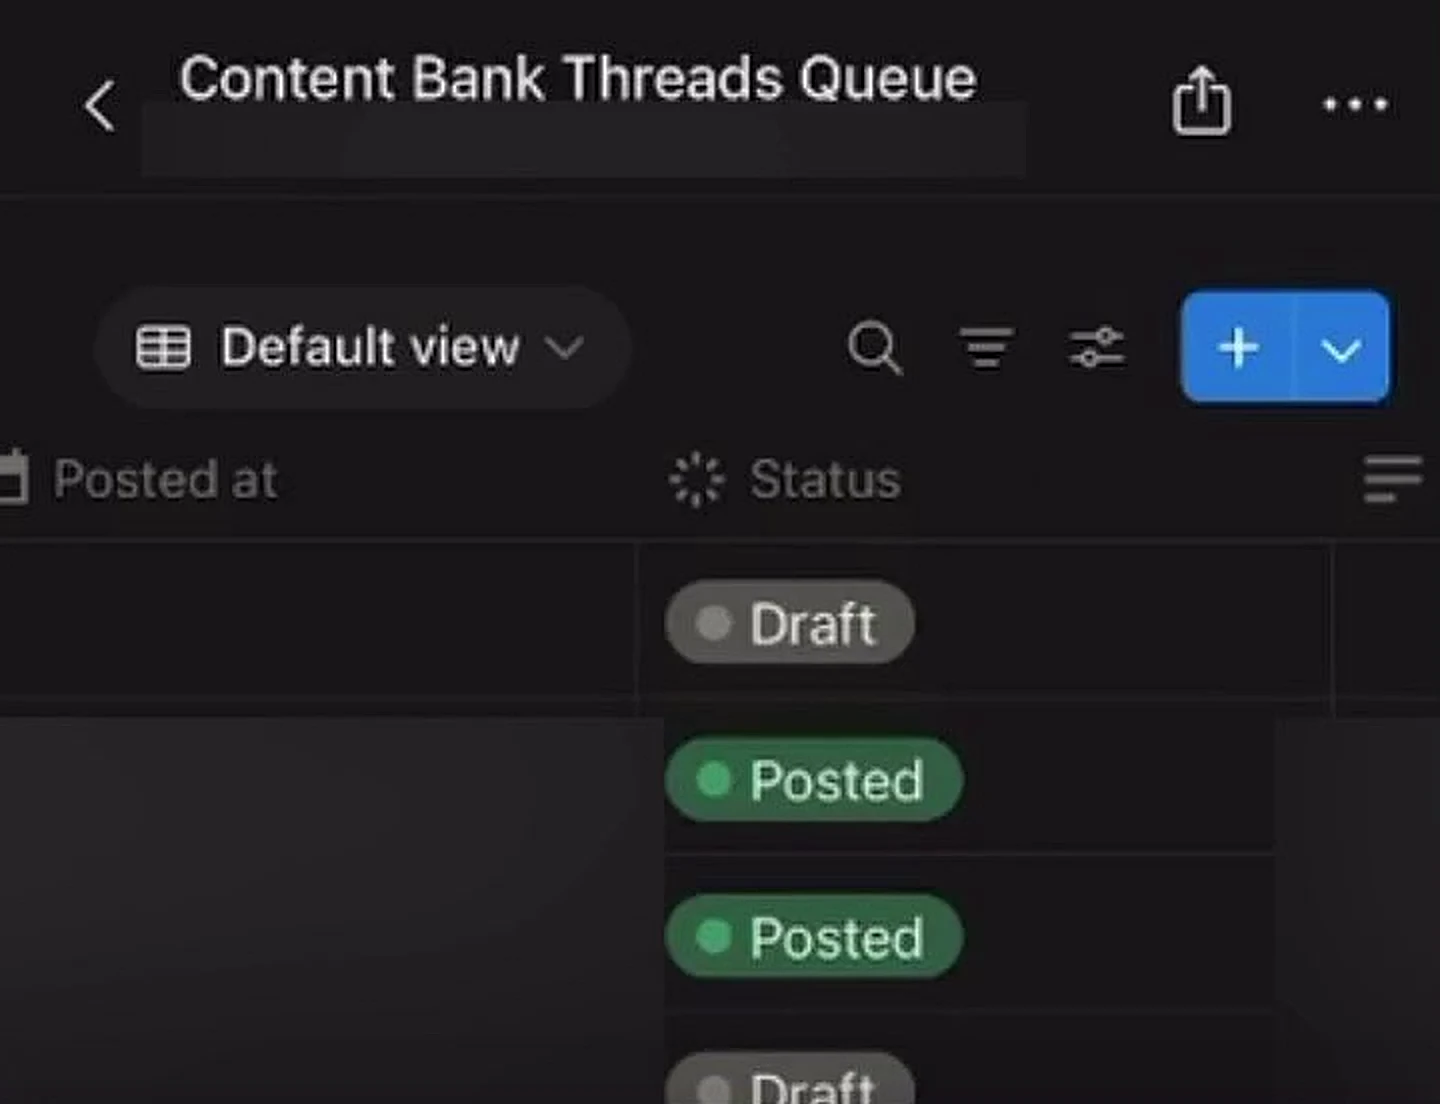 Content Bank Threads Queue
Default view
Posted at Status
Draft
Posted
Posted
Draft